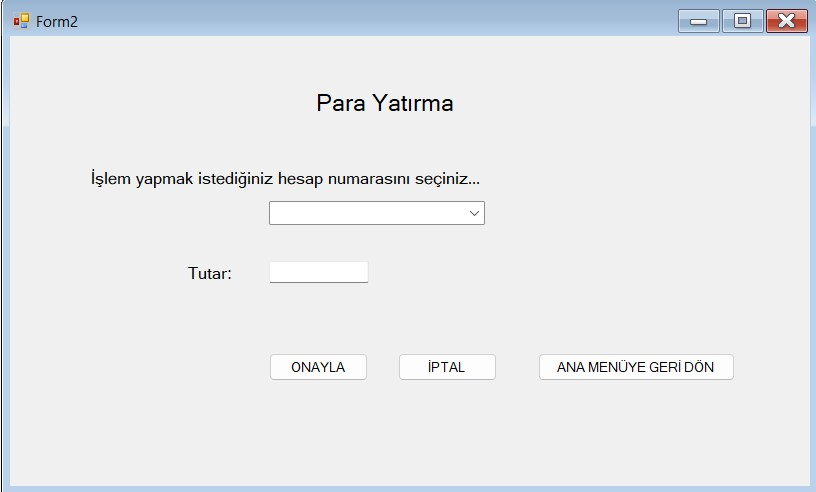 Form2
Para Yatırma
İşlem yapmak istediğiniz hesap numarasını seçiniz...
Tutar:
ONAYLA
İPTAL
ANA MENÜYE GERİ DÖN